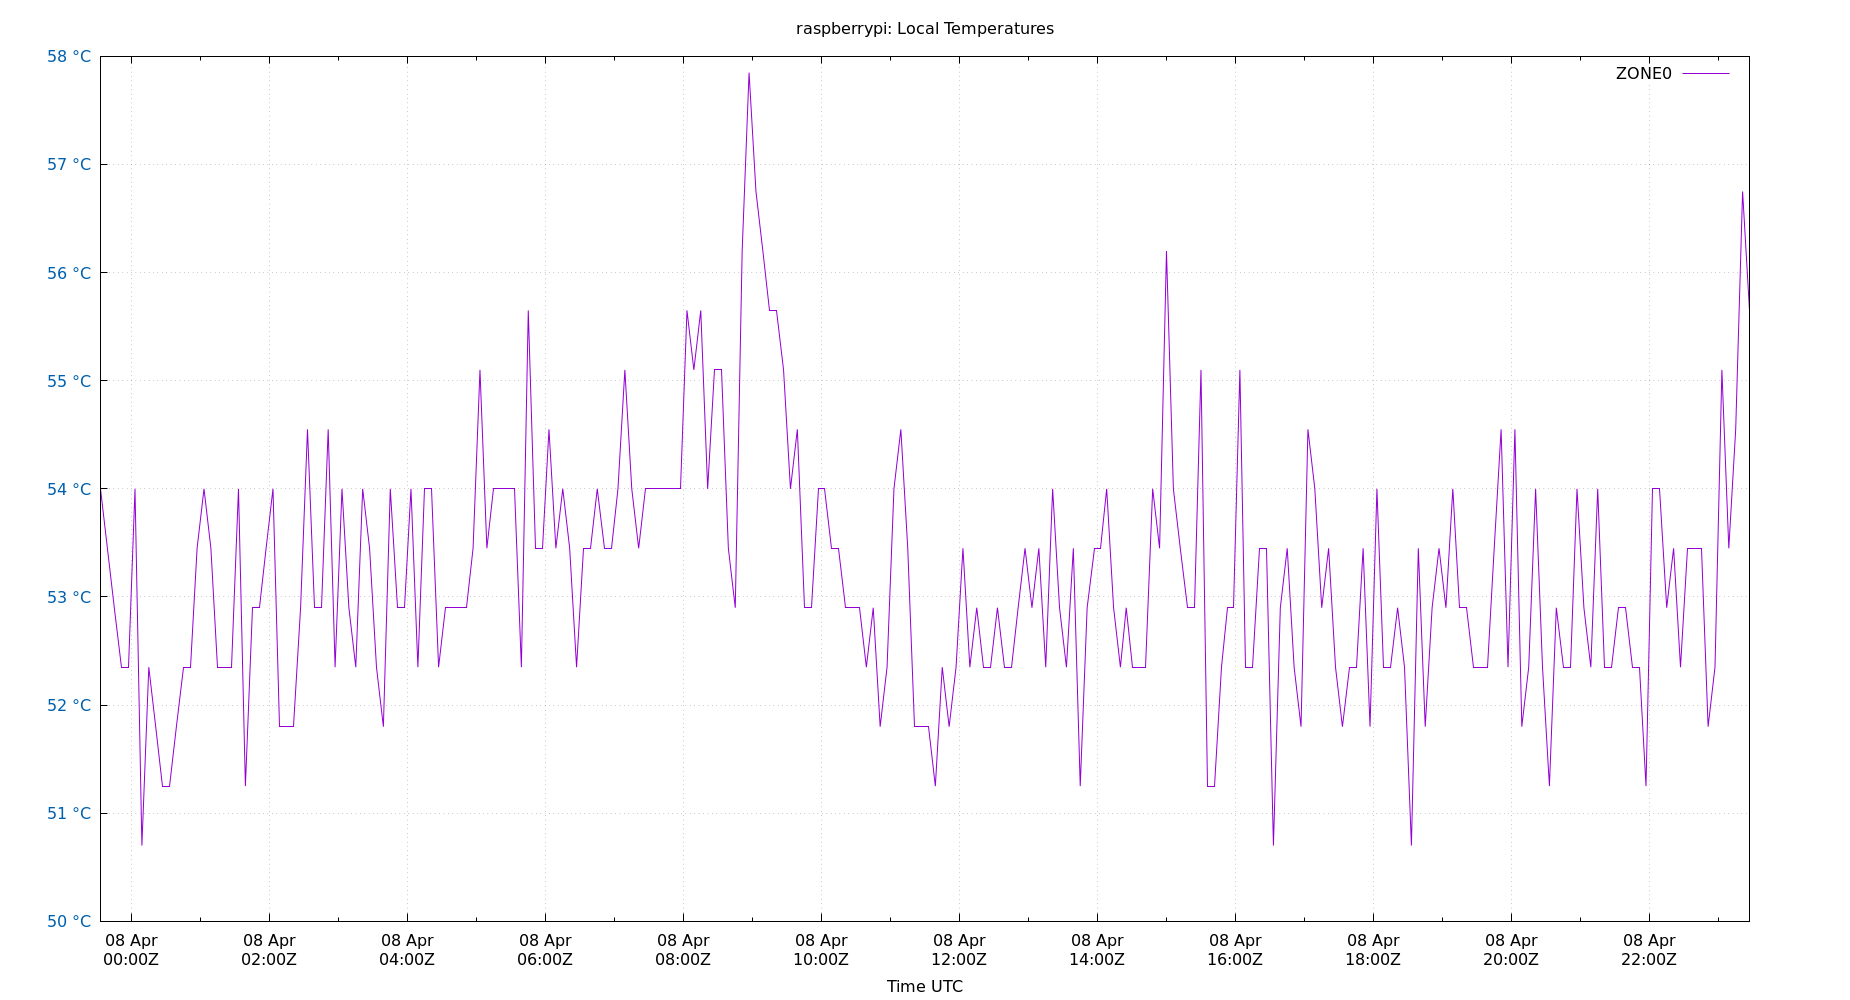 raspberrypi: Local Temperatures
58 °C
ZONE0
57 °C
56 °C
55 °C
54 °C
53 °C
52 °C
51 °C
50 °C
08 Apr 08 Apr 08 Apr 08 Apr 08 Apr 08 Apr 08 Apr 08 Apr 08 Apr 08 Apr 08 Apr 08 Apr
00:00Z 02:00Z 04:00Z 06:00Z 08:00Z 10:00Z 12:00Z 14:00Z 16:00Z 18:00Z 20:00Z 22:00Z
Time UTC